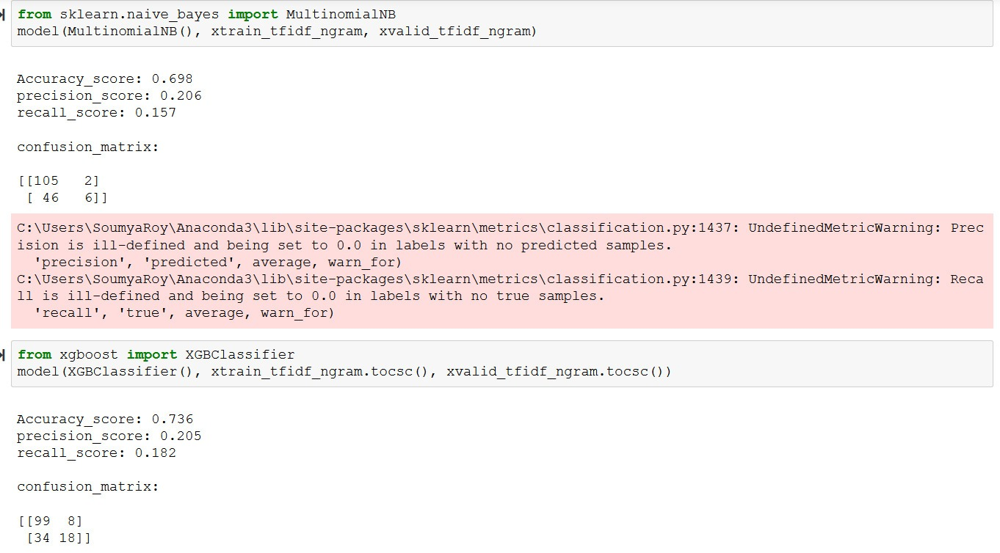 from sklearn.naive_bayes import MultinomialNB
model(MultinomialNB(), xtrain_tfidf_ngram, xvalid_tfidf_ngram)
Accuracy_score: 0.698
precision_score: 0.206
recall_score: 0.157
confusion_matrix:
[[105   2]
 [ 46   6]]
C:\Users\SoumyaRoy\Anaconda3\lib\site-packages\sklearn\metrics\classification.py:1437: UndefinedMetricWarning: Prec
ision is ill-defined and being set to 0.0 in labels with no predicted samples.
  'precision', 'predicted', average, warn_for)
C:\Users\SoumyaRoy\Anaconda3\lib\site-packages\sklearn\metrics\classification.py:1439: UndefinedMetricWarning: Reca
ll is ill-defined and being set to 0.0 in labels with no true samples.
  'recall', 'true', average, warn_for)
from xgboost import XGBClassifier
model(XGBClassifier(), xtrain_tfidf_ngram.tocsc(), xvalid_tfidf_ngram.tocsc())
Accuracy_score: 0.736
precision_score: 0.205
recall_score: 0.182
confusion_matrix:
[[99  8]
 [34 18]]